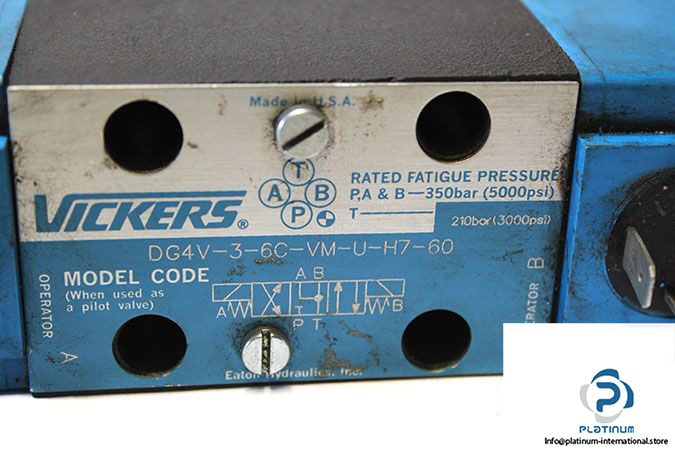 Made in U.S.A.
T
A B
P
VICKERS®
RATED FATIGUE PRESSURE
P,A & B—350bar (5000psi)
T— 210bar(3000psi)
DG4V-3-6C-VM-U-H7-60
MODEL CODE
(When used as
a pilot valve)
A B
A B
T
P T
OPERATOR A
B
Eaton Hydraulics, Inc.
PLATINUM
info@platinum-international.store